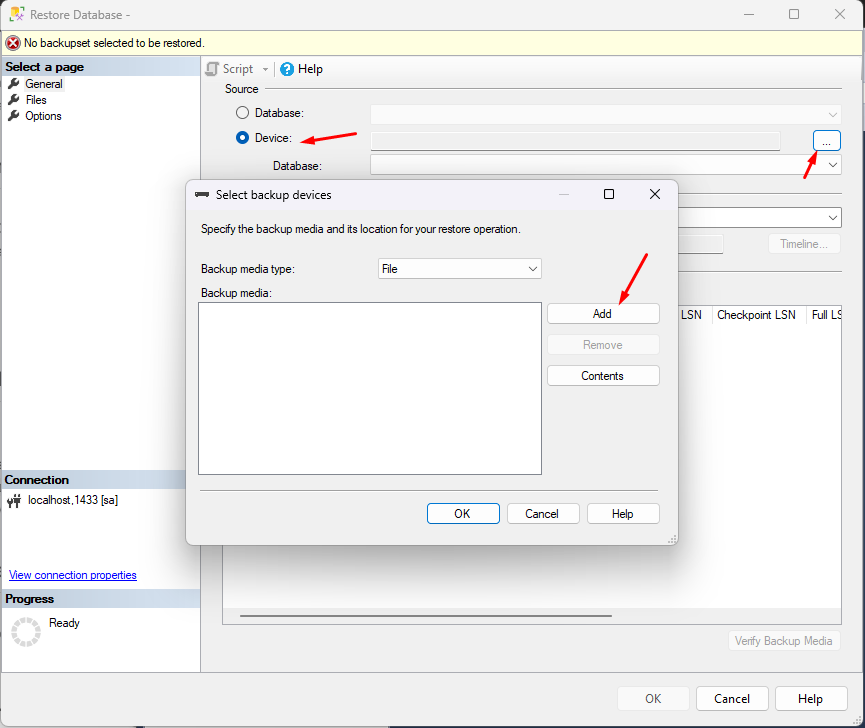 Restore Database -
No backupset selected to be restored.
Select a page
General
Files
Options
Script
Help
Source
Database:
Device:
...
Database:
Select backup devices
Specify the backup media and its location for your restore operation.
Backup media type:
File
Backup media:
Add
Remove
Contents
OK
Cancel
Help
Timeline...
LSN
Checkpoint LSN
Full LS
Connection
localhost,1433 [sa]
View connection properties
Progress
Ready
Verify Backup Media
OK
Cancel
Help